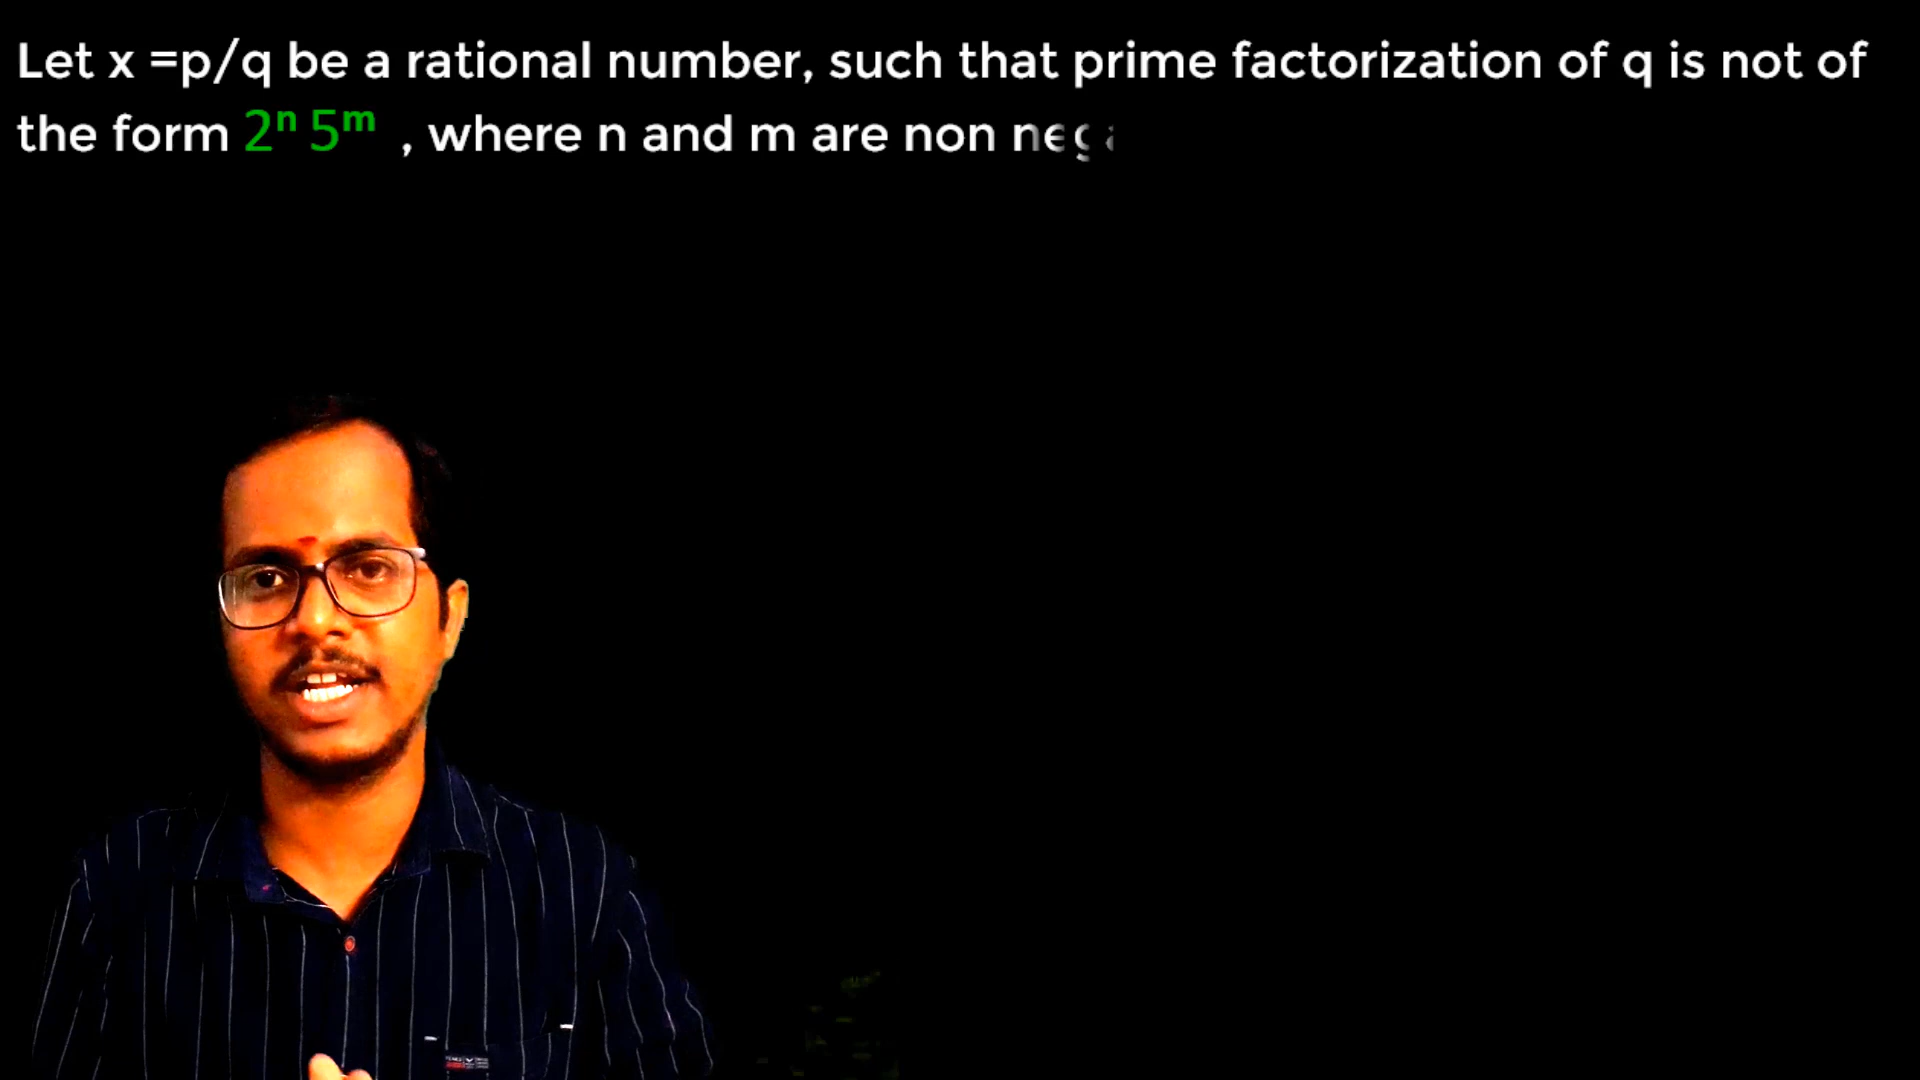 Let x =p/q be a rational number, such that prime factorization of q is not of
the form 2ⁿ 5ᵐ , where n and m are non